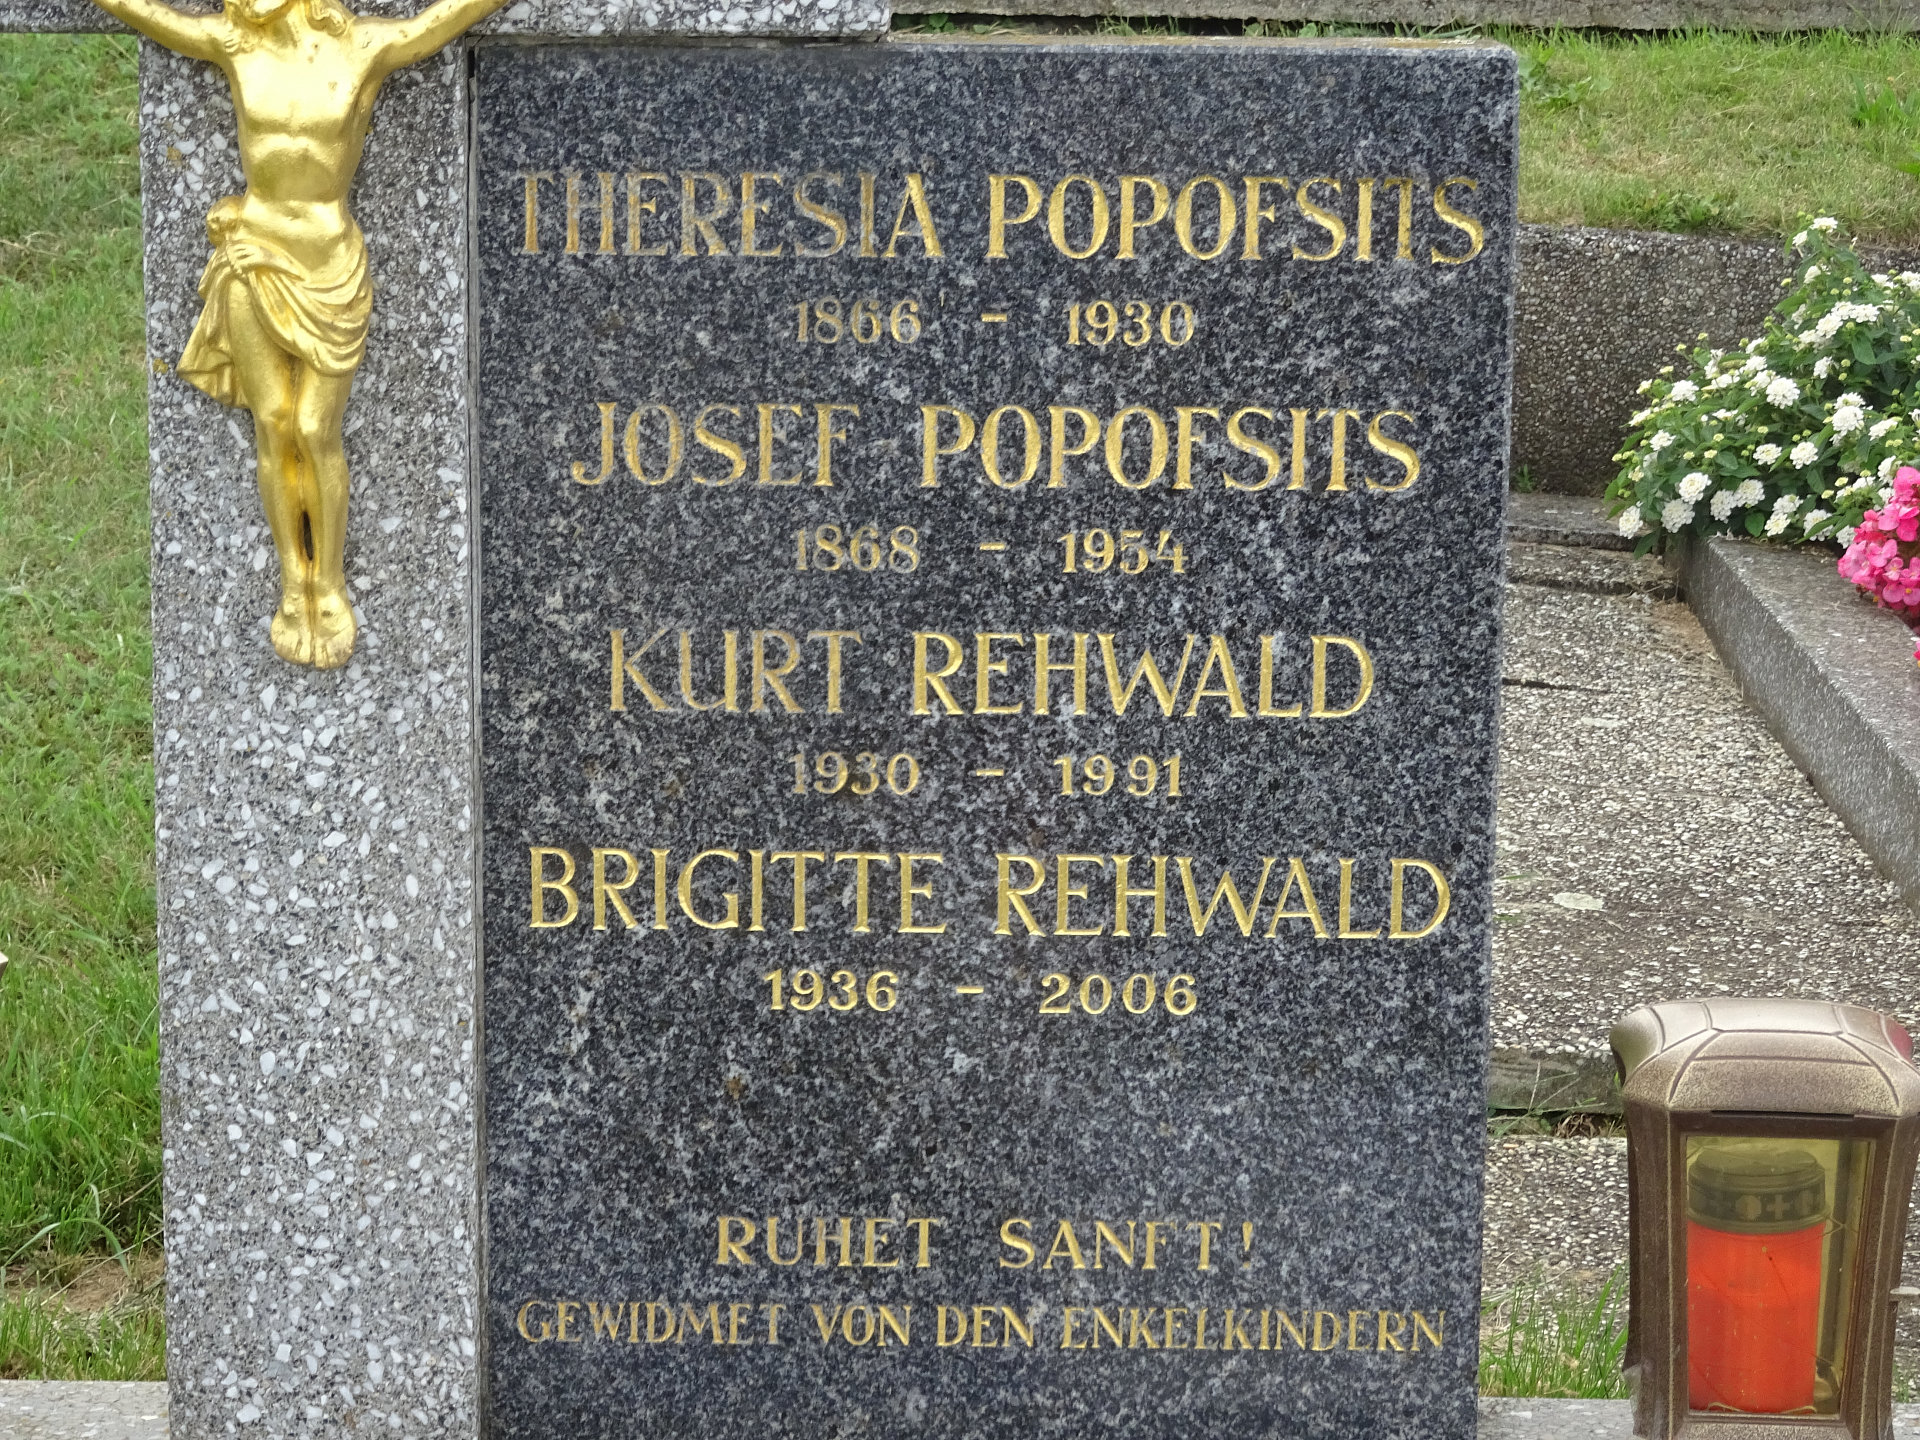 THERESIA POPOFSITS
1866 - 1930
JOSEF POPOFSITS
1868 - 1954
KURT REHWALD
1930 - 1991
BRIGITTE REHWALD
1936 - 2006
RUHET SANFT!
GEWIDMET VON DEN ENKELKINDERN